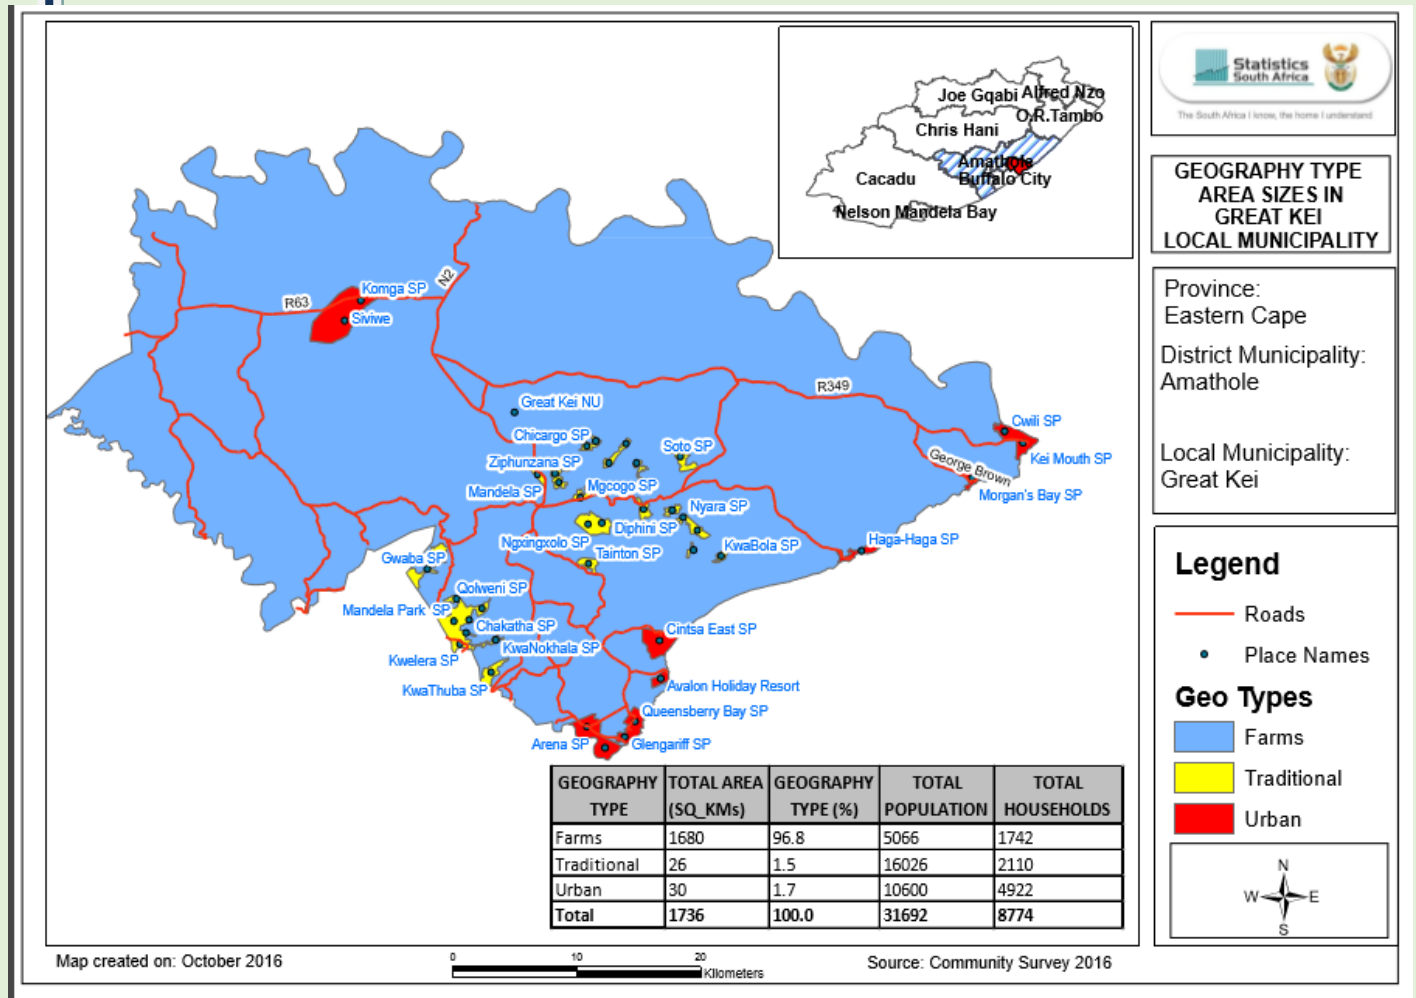 Joe Gqabi
Alfred Nzo
O.R.Tambo
Chris Hani
Amathole
Cacadu
Buffalo City
Nelson Mandela Bay
Statistics
South Africa
The South Africa I know, the home I understand
GEOGRAPHY TYPE
AREA SIZES IN
GREAT KEI
LOCAL MUNICIPALITY
Province:
Eastern Cape
District Municipality:
Amathole
Local Municipality:
Great Kei
Legend
Roads
Place Names
Geo Types
Farms
Traditional
Urban
N
W E
S
N2
R63
Komga SP
Siviwe
R349
Great Kei NU
Cwili SP
Chicargo SP
Soto SP
Kei Mouth SP
George Brown
Ziphunzana SP
Mandela SP
Mgcogo SP
Morgan's Bay SP
Nyara SP
Diphini SP
Ngxingxolo SP
Tainton SP
KwaBola SP
Haga-Haga SP
Gwaba SP
Qolweni SP
Mandela Park SP
Chakatha SP
Cintsa East SP
KwaNokhala SP
Kwelera SP
KwaThuba SP
Avalon Holiday Resort
Queensberry Bay SP
Arena SP
Glengariff SP
GEOGRAPHY TYPE TOTAL AREA (SQ_KMs) GEOGRAPHY TYPE (%) TOTAL POPULATION TOTAL HOUSEHOLDS
Farms 1680 96.8 5066 1742
Traditional 26 1.5 16026 2110
Urban 30 1.7 10600 4922
Total 1736 100.0 31692 8774
Map created on: October 2016
0 10 20
Kilometers
Source: Community Survey 2016